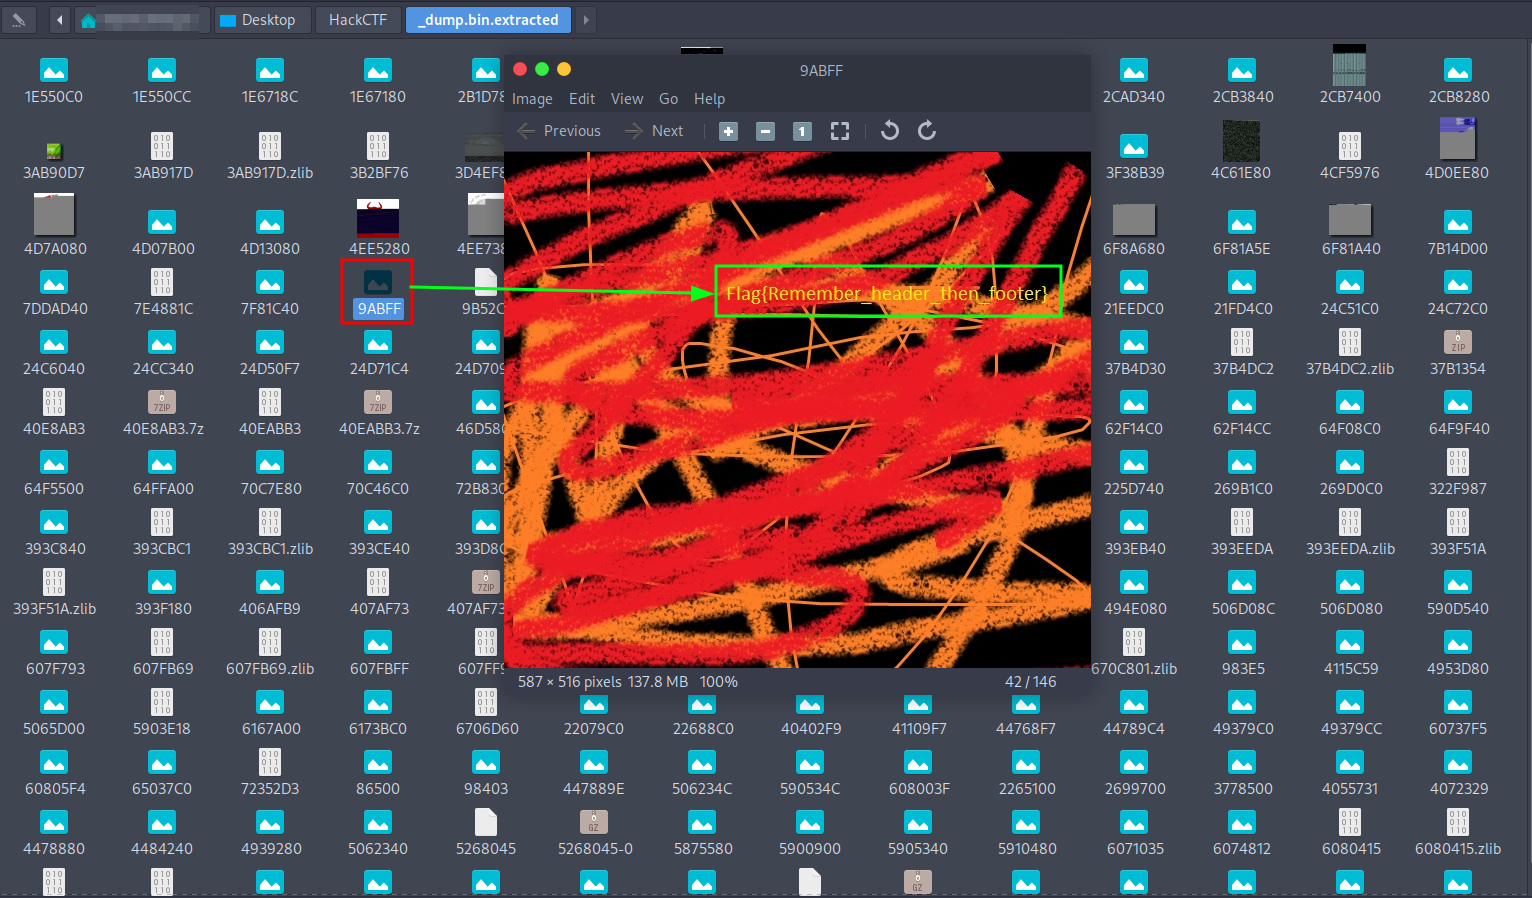 Desktop HackCTF _dump.bin.extracted
9ABFF
Image Edit View Go Help
Previous Next
1
Flag{Remember_header_then_footer}
587 × 516 pixels 137.8 MB 100% 42 / 146
1E550C0 1E550CC 1E6718C 1E67180 2B1D78 2CAD340 2CB3840 2CB7400 2CB8280
3AB90D7 3AB917D 3AB917D.zlib 3B2BF76 3D4EF8 3F38B39 4C61E80 4CF5976 4D0EE80
4D7A080 4D07B00 4D13080 4EE5280 4EE738 6F8A680 6F81A5E 6F81A40 7B14D00
7DDAD40 7E4881C 7F81C40 9ABFF 9B52C 21EEDC0 21FD4C0 24C51C0 24C72C0
24C6040 24CC340 24D50F7 24D71C4 24D709 37B4D30 37B4DC2 37B4DC2.zlib 37B1354
40E8AB3 40E8AB3.7z 40EABB3 40EABB3.7z 46D580 62F14C0 62F14CC 64F08C0 64F9F40
64F5500 64FFA00 70C7E80 70C46C0 72B830 225D740 269B1C0 269D0C0 322F987
393C840 393CBC1 393CBC1.zlib 393CE40 393D8C 393EB40 393EEDA 393EEDA.zlib 393F51A
393F51A.zlib 393F180 406AFB9 407AF73 407AF73 494E080 506D08C 506D080 590D540
607F793 607FB69 607FB69.zlib 607FBFF 607FF9 670C801.zlib 983E5 4115C59 4953D80
5065D00 5903E18 6167A00 6173BC0 6706D60 22079C0 22688C0 40402F9 41109F7 44768F7 44789C4 49379C0 49379CC 60737F5
60805F4 65037C0 72352D3 86500 98403 447889E 506234C 590534C 608003F 2265100 2699700 3778500 4055731 4072329
4478880 4484240 4939280 5062340 5268045 5268045-0 5875580 5900900 5905340 5910480 6071035 6074812 6080415 6080415.zlib